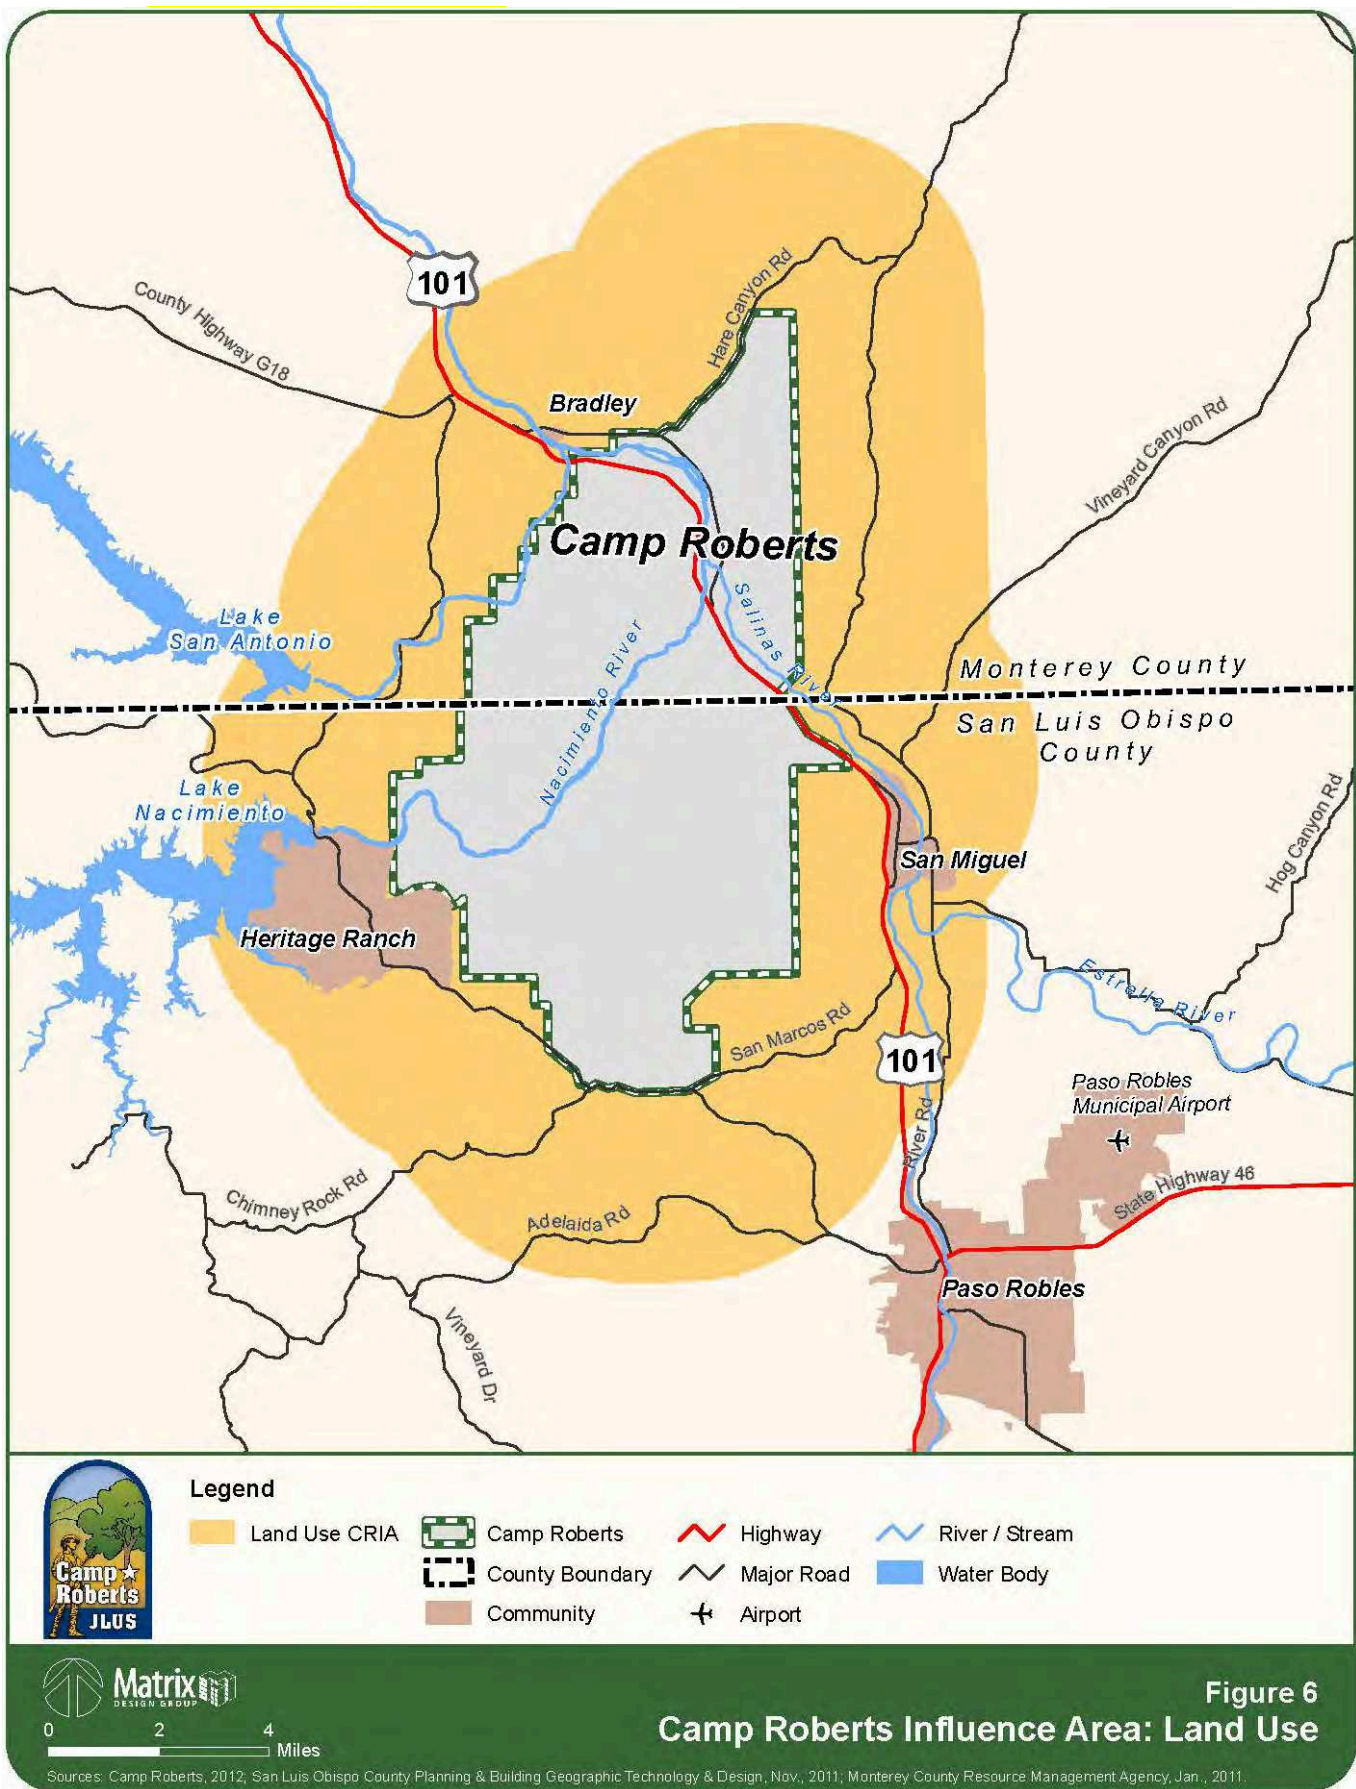 101
Hare Canyon Rd
County Highway G18
Bradley
Vineyard Canyon Rd
Camp Roberts
Lake
San Antonio
Salinas River
Nacimiento River
Monterey County
San Luis Obispo
County
Lake
Nacimiento
Hog Canyon Rd
San Miguel
Heritage Ranch
Estrella River
San Marcos Rd
101
Paso Robles
Municipal Airport
River Rd
State Highway 46
Chimney Rock Rd
Adelaida Rd
Paso Robles
Vineyard Dr
Legend
Land Use CRIA
Camp Roberts
Highway
River / Stream
County Boundary
Major Road
Water Body
Community
Airport
Camp
Roberts
JLUS
Matrix
DESIGN GROUP
0 2 4
Miles
Figure 6
Camp Roberts Influence Area: Land Use
Sources: Camp Roberts, 2012; San Luis Obispo County Planning & Building Geographic Technology & Design, Nov., 2011; Monterey County Resource Management Agency, Jan., 2011.